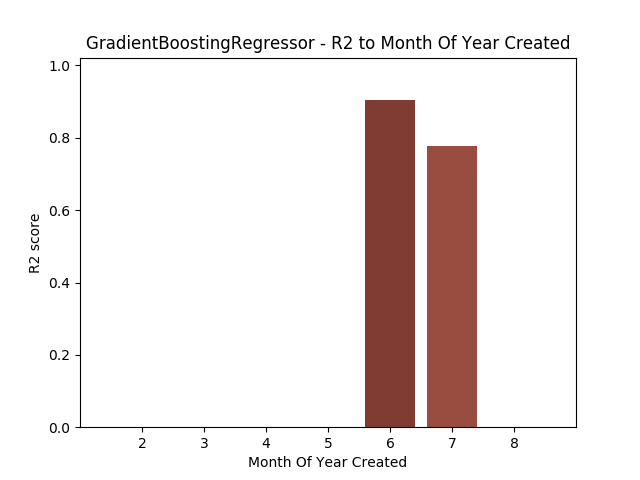 GradientBoostingRegressor - R2 to Month Of Year Created
1.0
0.8
0.6
0.4
0.2
0.0
R2 score
2 3 4 5 6 7 8
Month Of Year Created